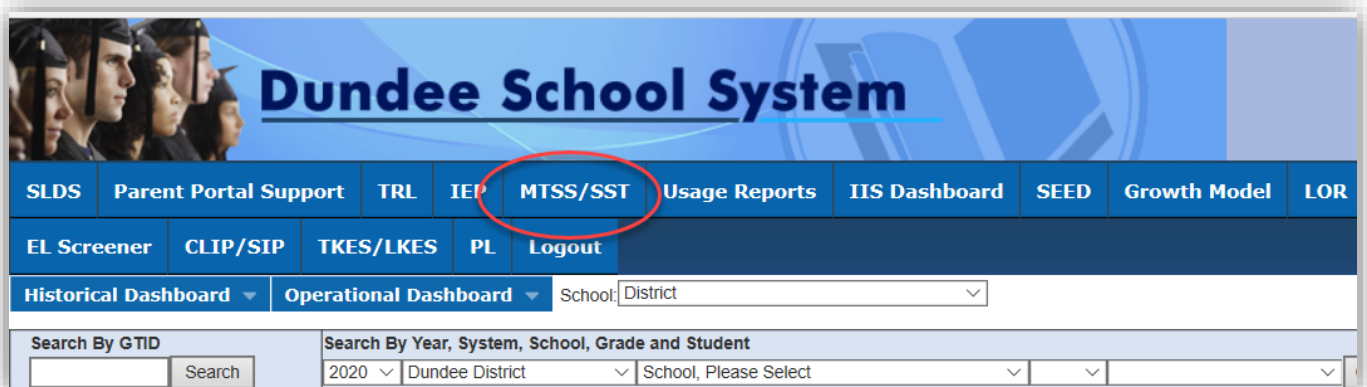 Dundee School System
SLDS Parent Portal Support TRL IEP MTSS/SST Usage Reports IIS Dashboard SEED Growth Model LOR
EL Screener CLIP/SIP TKES/LKES PL Logout
Historical Dashboard Operational Dashboard School: District
Search By GTID Search By Year, System, School, Grade and Student
Search 2020 Dundee District School, Please Select